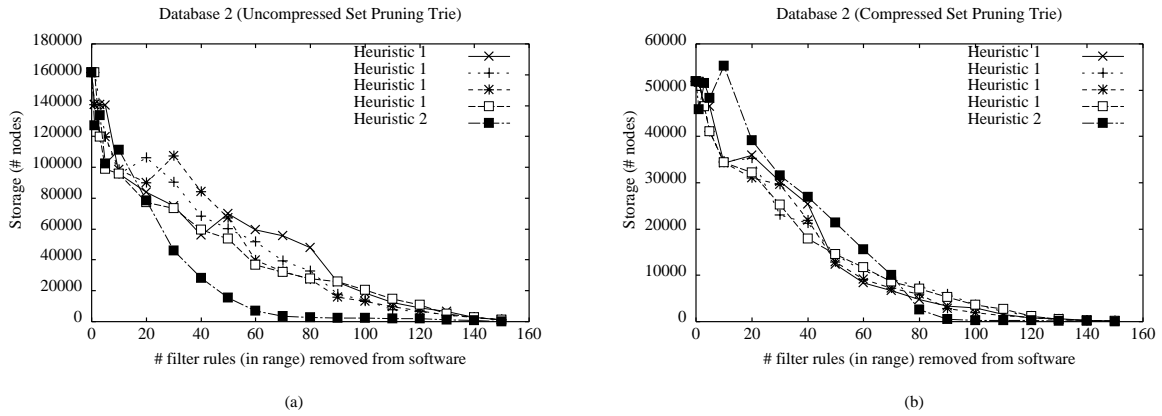 Database 2 (Uncompressed Set Pruning Trie)
180000
160000
140000
120000
100000
80000
60000
40000
20000
0
Storage (# nodes)
Heuristic 1
Heuristic 1
Heuristic 1
Heuristic 1
Heuristic 2
0 20 40 60 80 100 120 140 160
# filter rules (in range) removed from software
(a)
Database 2 (Compressed Set Pruning Trie)
60000
50000
40000
30000
20000
10000
0
Storage (# nodes)
Heuristic 1
Heuristic 1
Heuristic 1
Heuristic 1
Heuristic 2
0 20 40 60 80 100 120 140 160
# filter rules (in range) removed from software
(b)